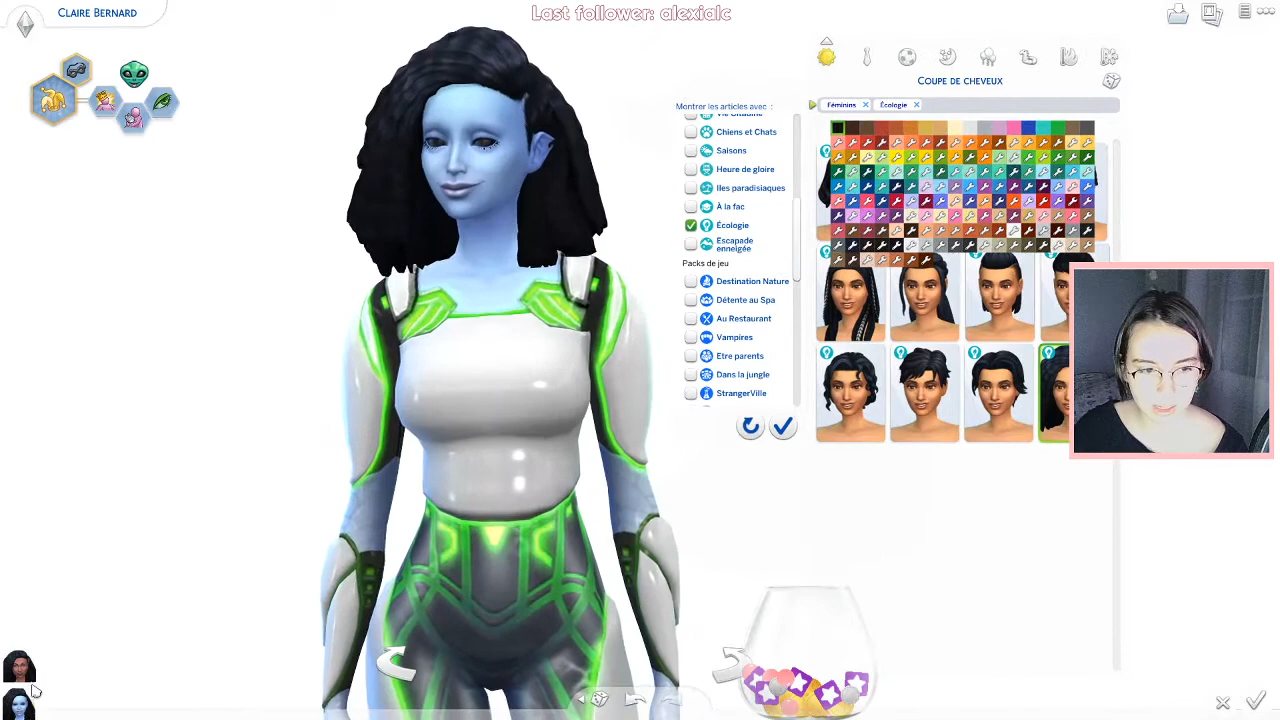 CLAIRE BERNARD
Last follower: alexialc
COUPE DE CHEVEUX
Montrer les articles avec :
Féminins
Écologie
Chiens et Chats
Saisons
Heure de gloire
Iles paradisiaques
À la fac
Écologie
Escapade
enneigée
Packs de jeu
Destination Nature
Détente au Spa
Au Restaurant
Vampires
Etre parents
Dans la jungle
StrangerVille